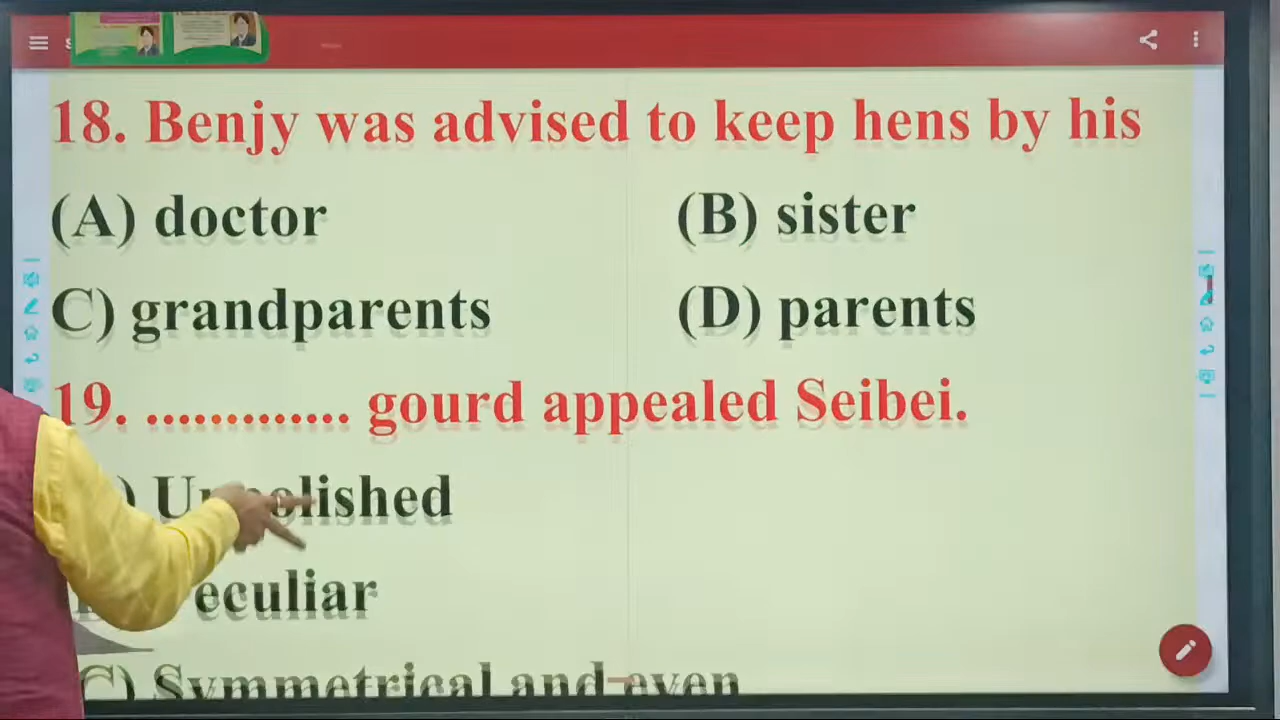 18. Benjy was advised to keep hens by his
(A) doctor
(B) sister
C) grandparents
(D) parents
19. ............. gourd appealed Seibei.
) Unpolished
eculiar
C) Symmetrical and even